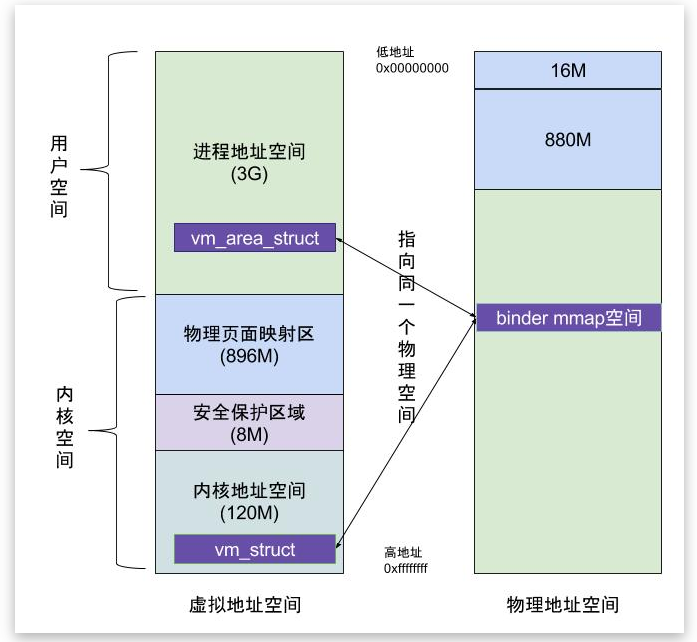 低地址
0x00000000
16M
880M
用户空间
进程地址空间
(3G)
vm_area_struct
指向同一个物理空间
binder mmap空间
物理页面映射区
(896M)
内核空间
安全保护区域
(8M)
内核地址空间
(120M)
vm_struct
高地址
0xffffffff
虚拟地址空间
物理地址空间